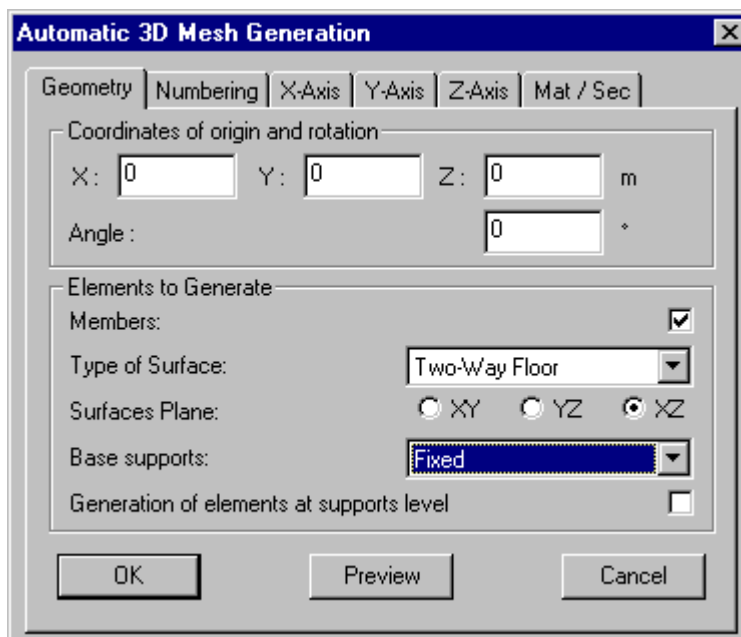 Automatic 3D Mesh Generation
Geometry Numbering X-Axis Y-Axis Z-Axis Mat / Sec
Coordinates of origin and rotation
X : 0 Y : 0 Z : 0 m
Angle : 0 °
Elements to Generate
Members:
Type of Surface: Two-Way Floor
Surfaces Plane: XY YZ XZ
Base supports: Fixed
Generation of elements at supports level
OK Preview Cancel